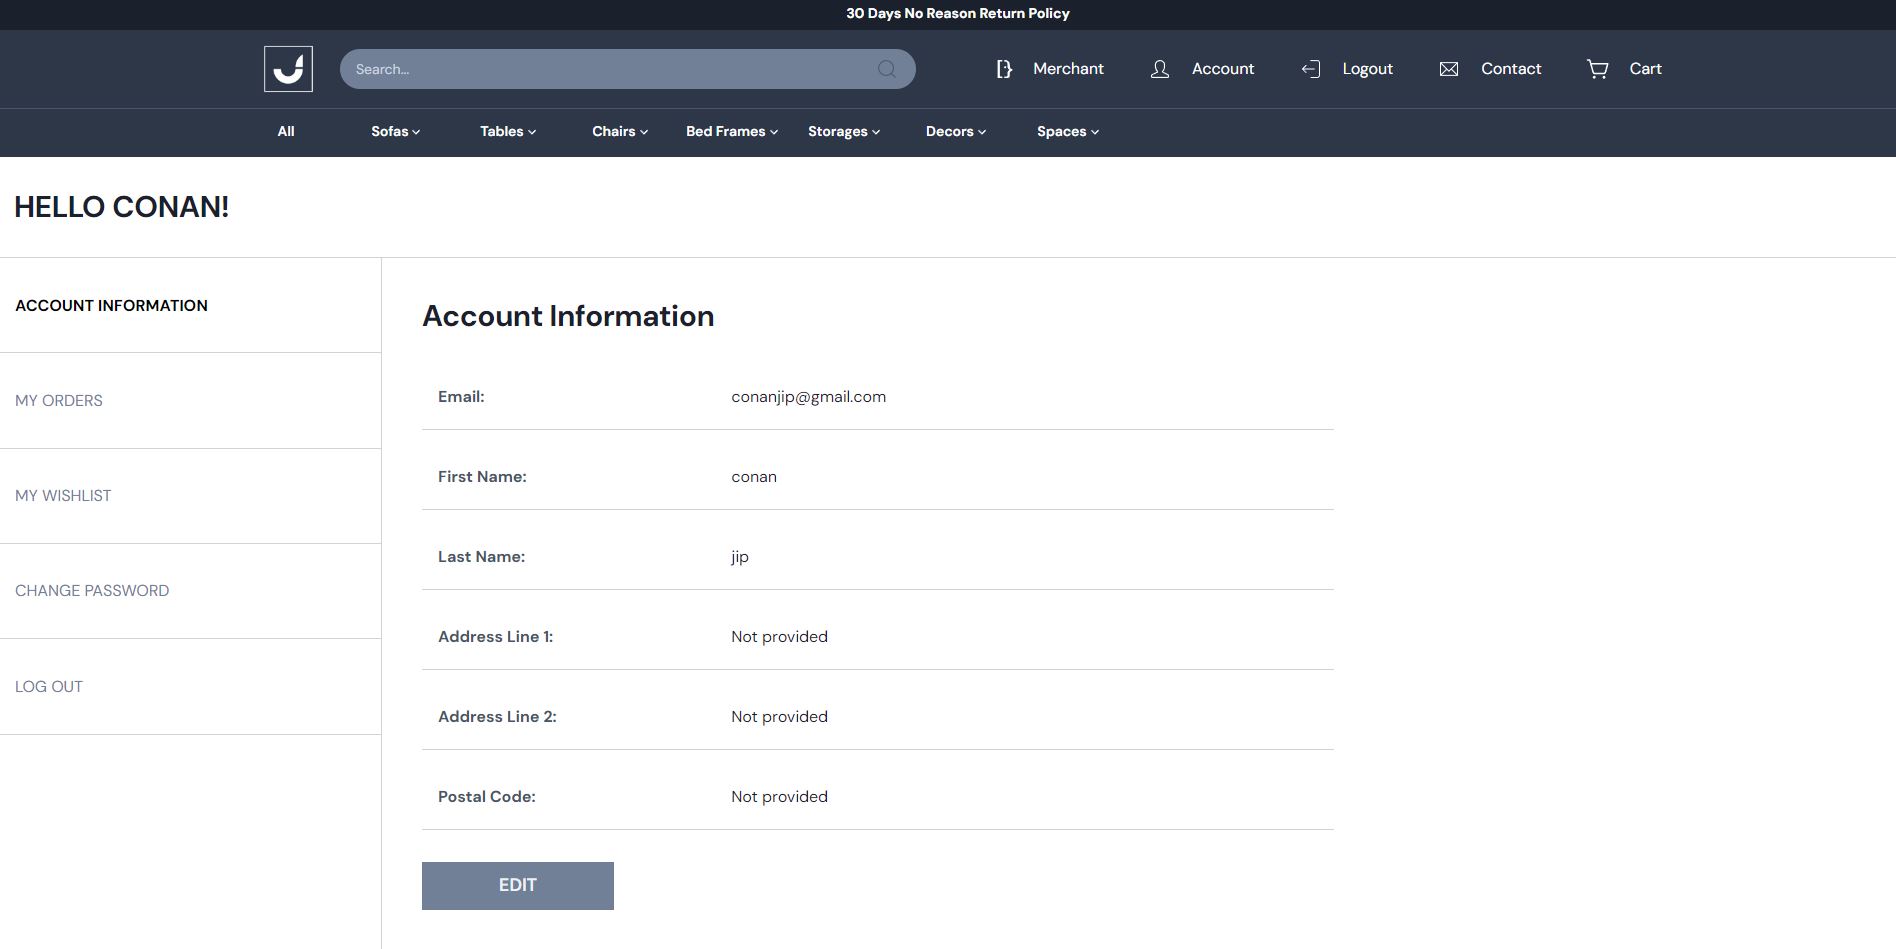 30 Days No Reason Return Policy
Search...
Merchant
Account
Logout
Contact
Cart
All
Sofas
Tables
Chairs
Bed Frames
Storages
Decors
Spaces
HELLO CONAN!
ACCOUNT INFORMATION
MY ORDERS
MY WISHLIST
CHANGE PASSWORD
LOG OUT
Account Information
Email: conanjip@gmail.com
First Name: conan
Last Name: jip
Address Line 1: Not provided
Address Line 2: Not provided
Postal Code: Not provided
EDIT